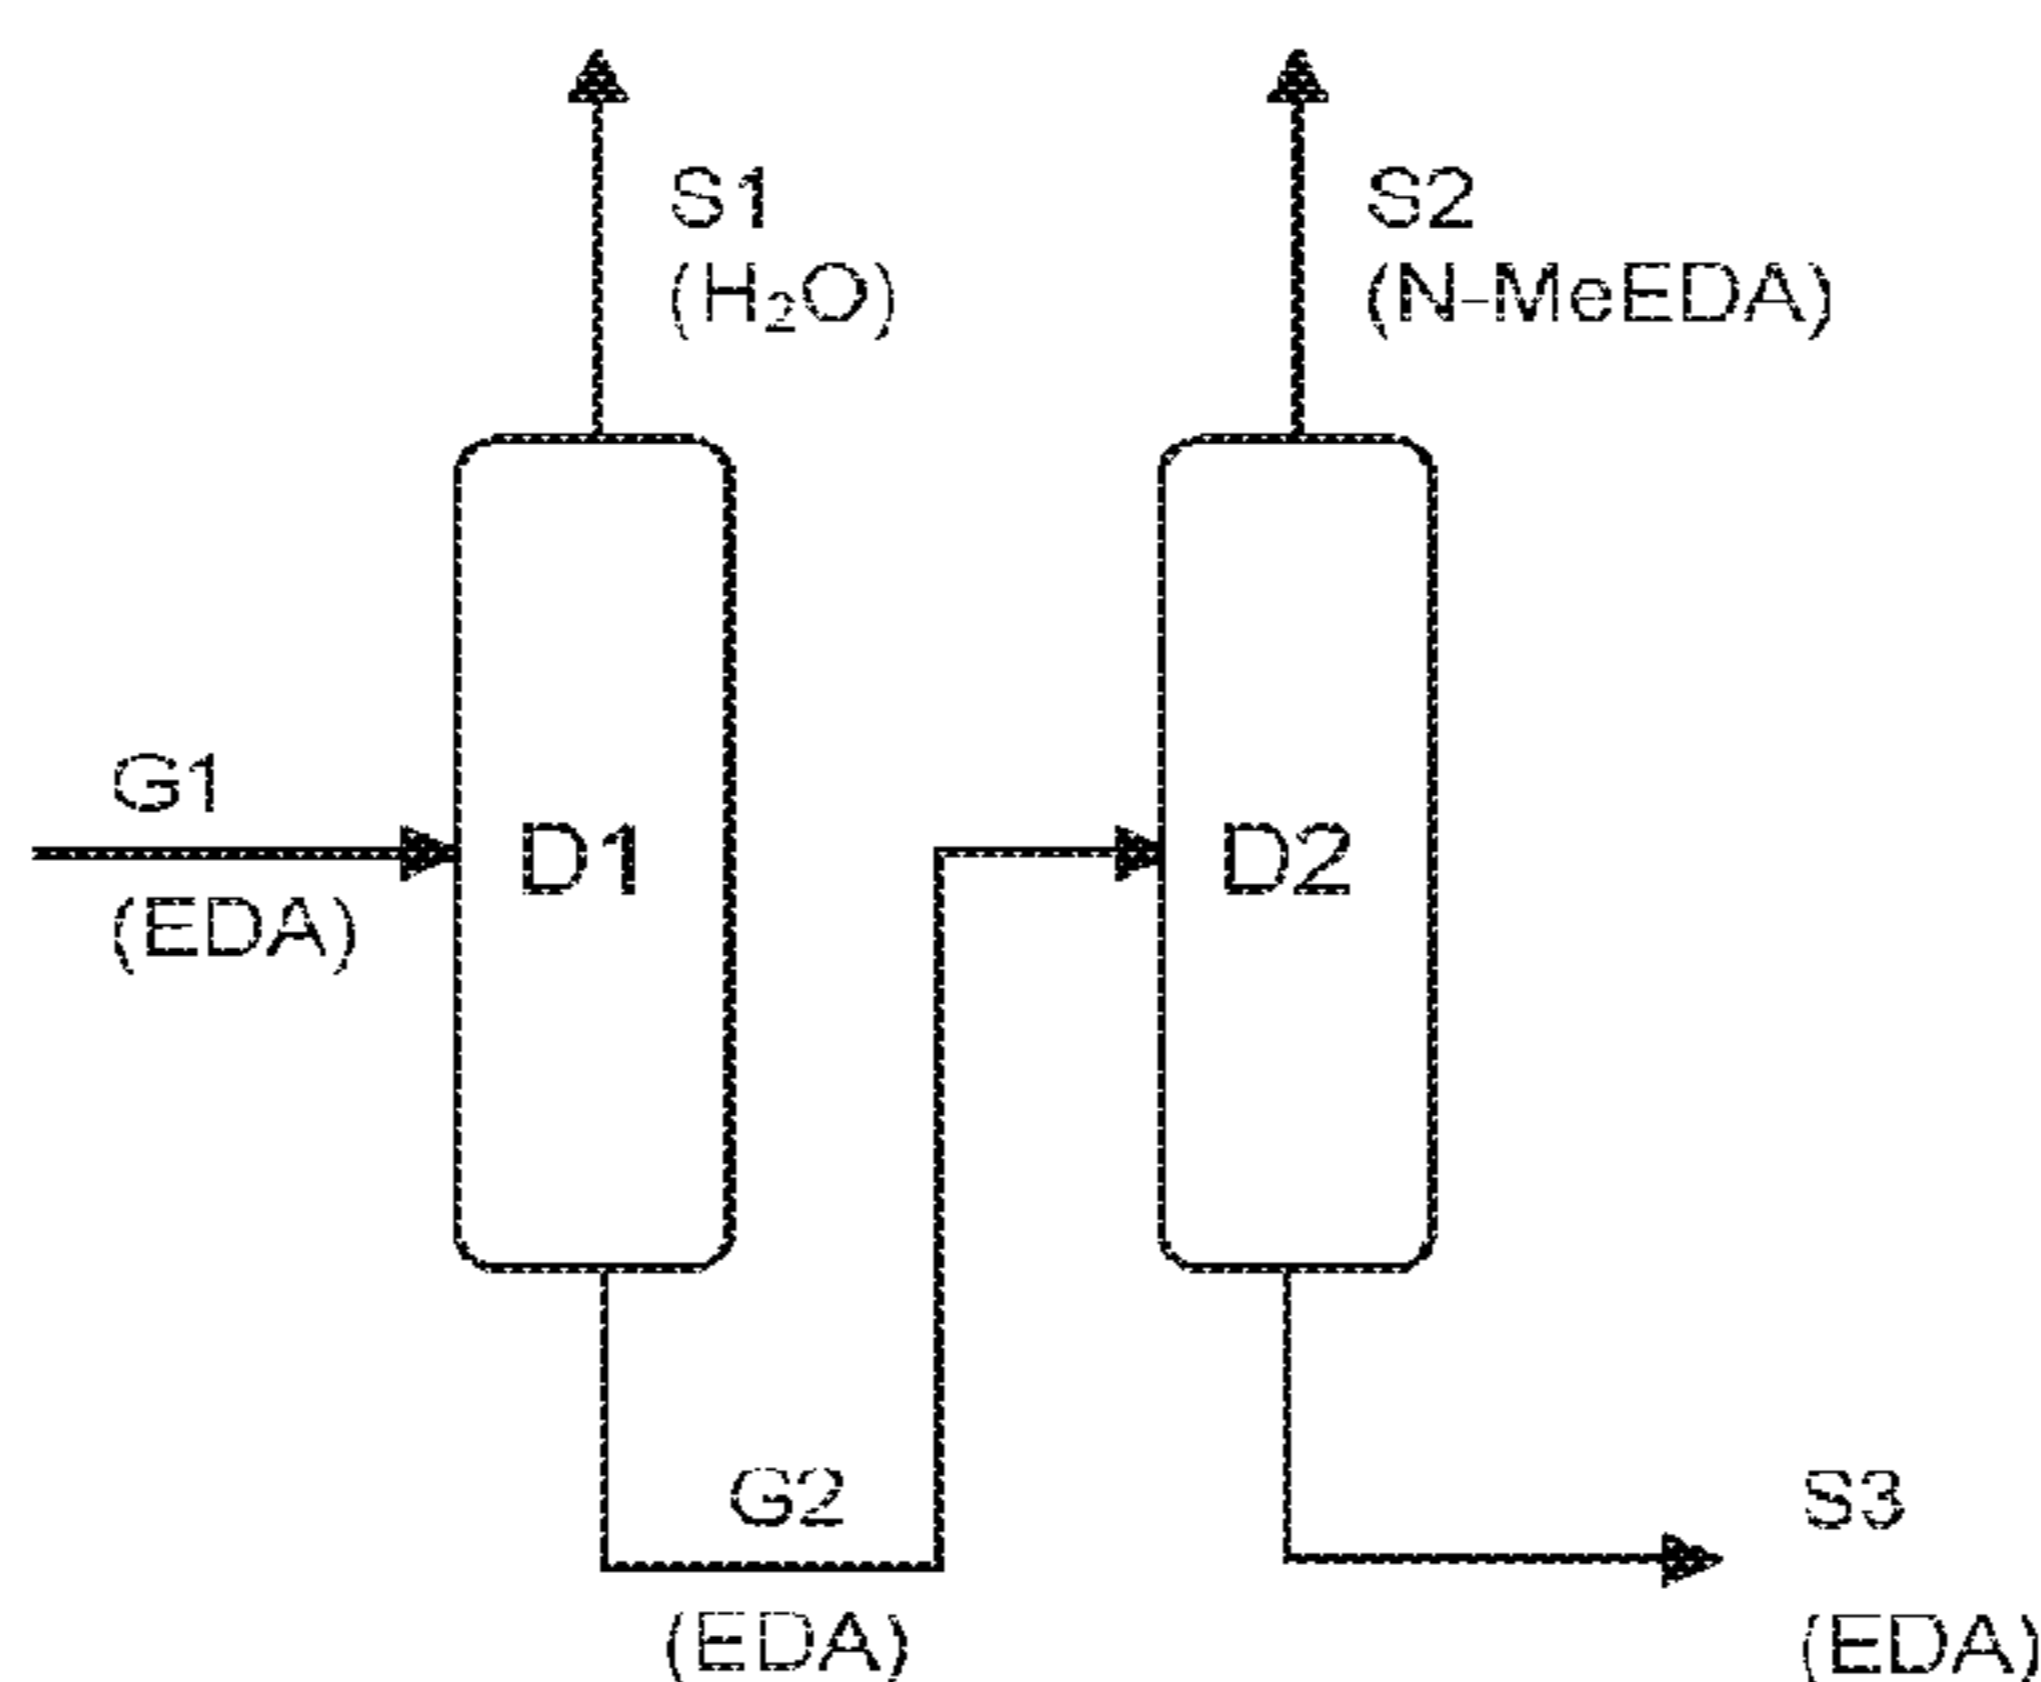 S1
(H₂O)
S2
(N-MeEDA)
G1
(EDA)
D1
D2
G2
(EDA)
S3
(EDA)